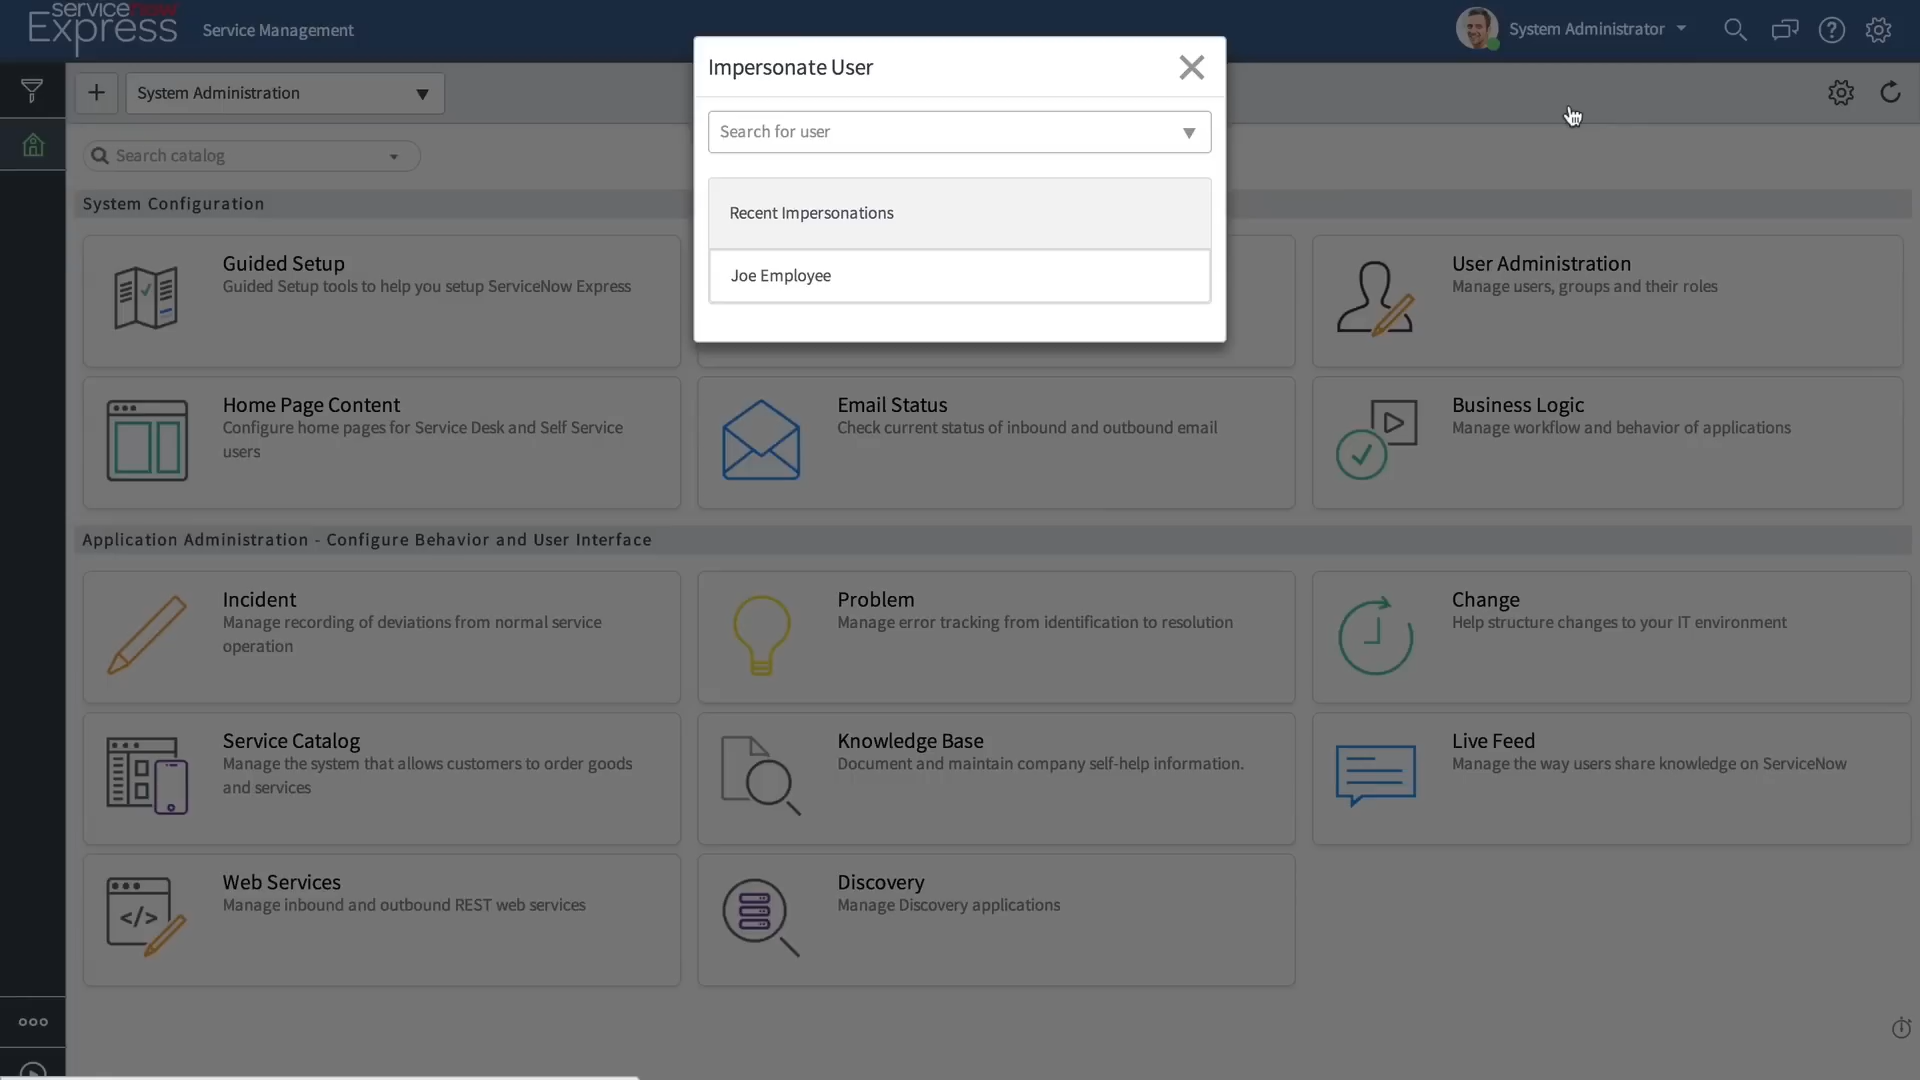 servicenow
Express
Service Management
System Administrator
System Administration
Search catalog
Impersonate User
Search for user
Recent Impersonations
Joe Employee
System Configuration
Guided Setup
Guided Setup tools to help you setup ServiceNow Express
User Administration
Manage users, groups and their roles
Home Page Content
Configure home pages for Service Desk and Self Service
users
Email Status
Check current status of inbound and outbound email
Business Logic
Manage workflow and behavior of applications
Application Administration - Configure Behavior and User Interface
Incident
Manage recording of deviations from normal service
operation
Problem
Manage error tracking from identification to resolution
Change
Help structure changes to your IT environment
Service Catalog
Manage the system that allows customers to order goods
and services
Knowledge Base
Document and maintain company self-help information.
Live Feed
Manage the way users share knowledge on ServiceNow
Web Services
Manage inbound and outbound REST web services
Discovery
Manage Discovery applications